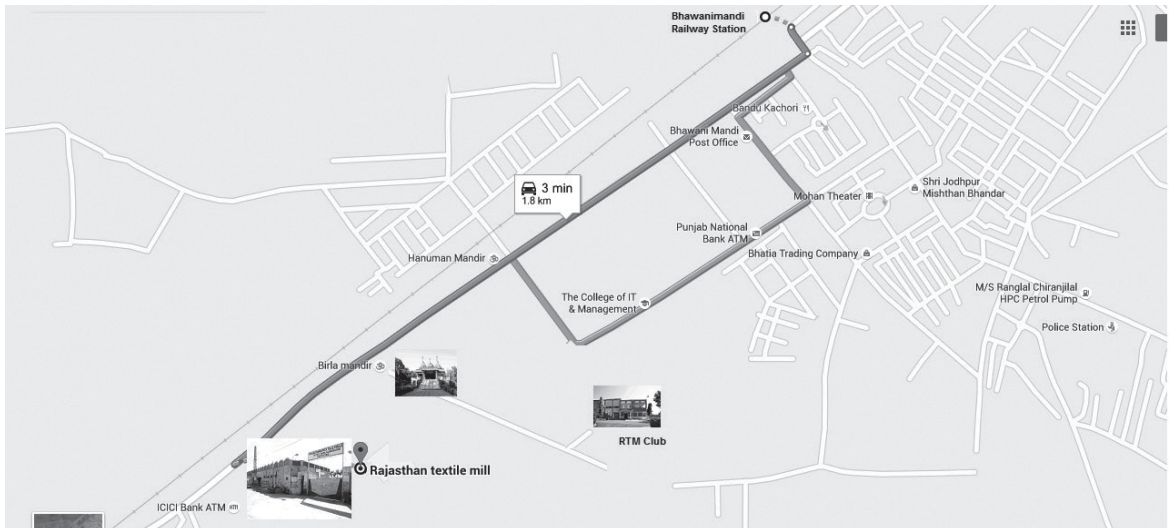 Bhawanimandi
Railway Station
Bandu Kachori
Bhawani Mandi
Post Office
Shri Jodhpur
Mishthan Bhandar
Mohan Theater
3 min
1.8 km
Punjab National
Bank ATM
Bhatia Trading Company
Hanuman Mandir
M/S Ranglal Chiranjilal
HPC Petrol Pump
The College of IT
& Management
Police Station
Birla mandir
RTM Club
Rajasthan textile mill
ICICI Bank ATM